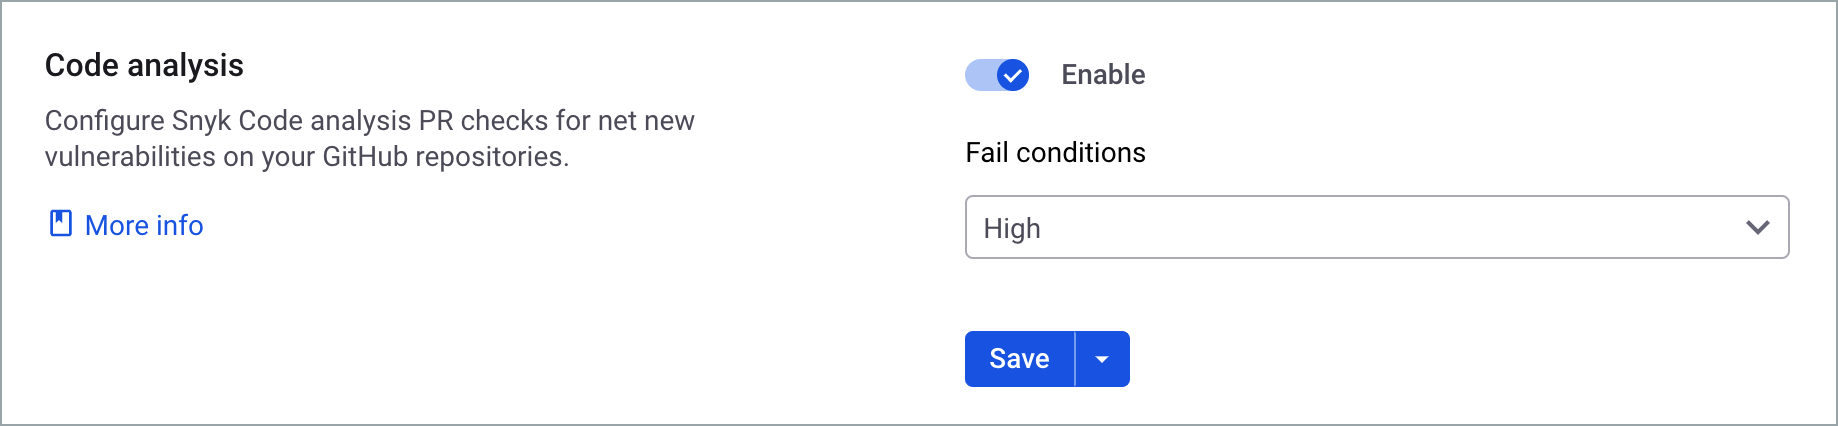 Code analysis
Configure Snyk Code analysis PR checks for net new
vulnerabilities on your GitHub repositories.
More info
Enable
Fail conditions
High
Save